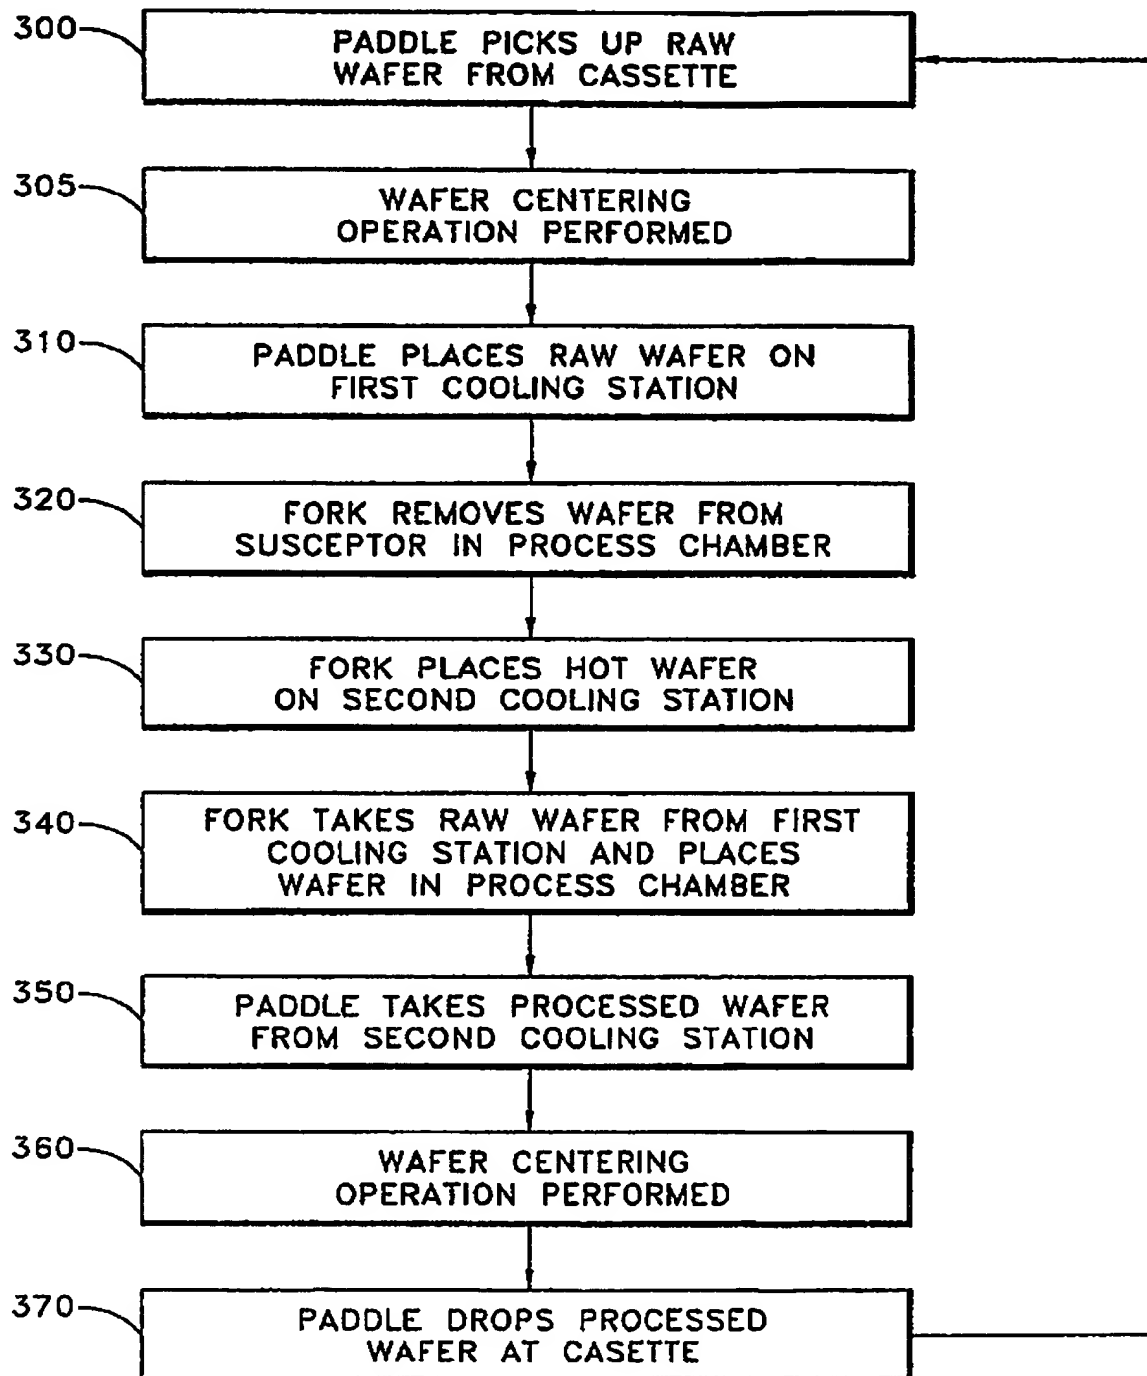 300
PADDLE PICKS UP RAW
WAFER FROM CASSETTE
305
WAFER CENTERING
OPERATION PERFORMED
310
PADDLE PLACES RAW WAFER ON
FIRST COOLING STATION
320
FORK REMOVES WAFER FROM
SUSCEPTOR IN PROCESS CHAMBER
330
FORK PLACES HOT WAFER
ON SECOND COOLING STATION
340
FORK TAKES RAW WAFER FROM FIRST
COOLING STATION AND PLACES
WAFER IN PROCESS CHAMBER
350
PADDLE TAKES PROCESSED WAFER
FROM SECOND COOLING STATION
360
WAFER CENTERING
OPERATION PERFORMED
370
PADDLE DROPS PROCESSED
WAFER AT CASETTE